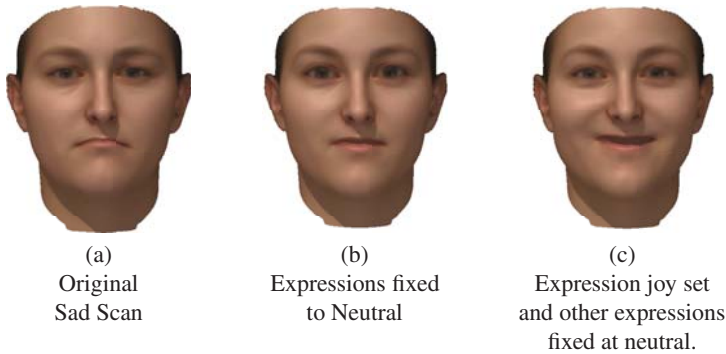 (a)
Original
Sad Scan
(b)
Expressions fixed
to Neutral
(c)
Expression joy set
and other expressions
fixed at neutral.